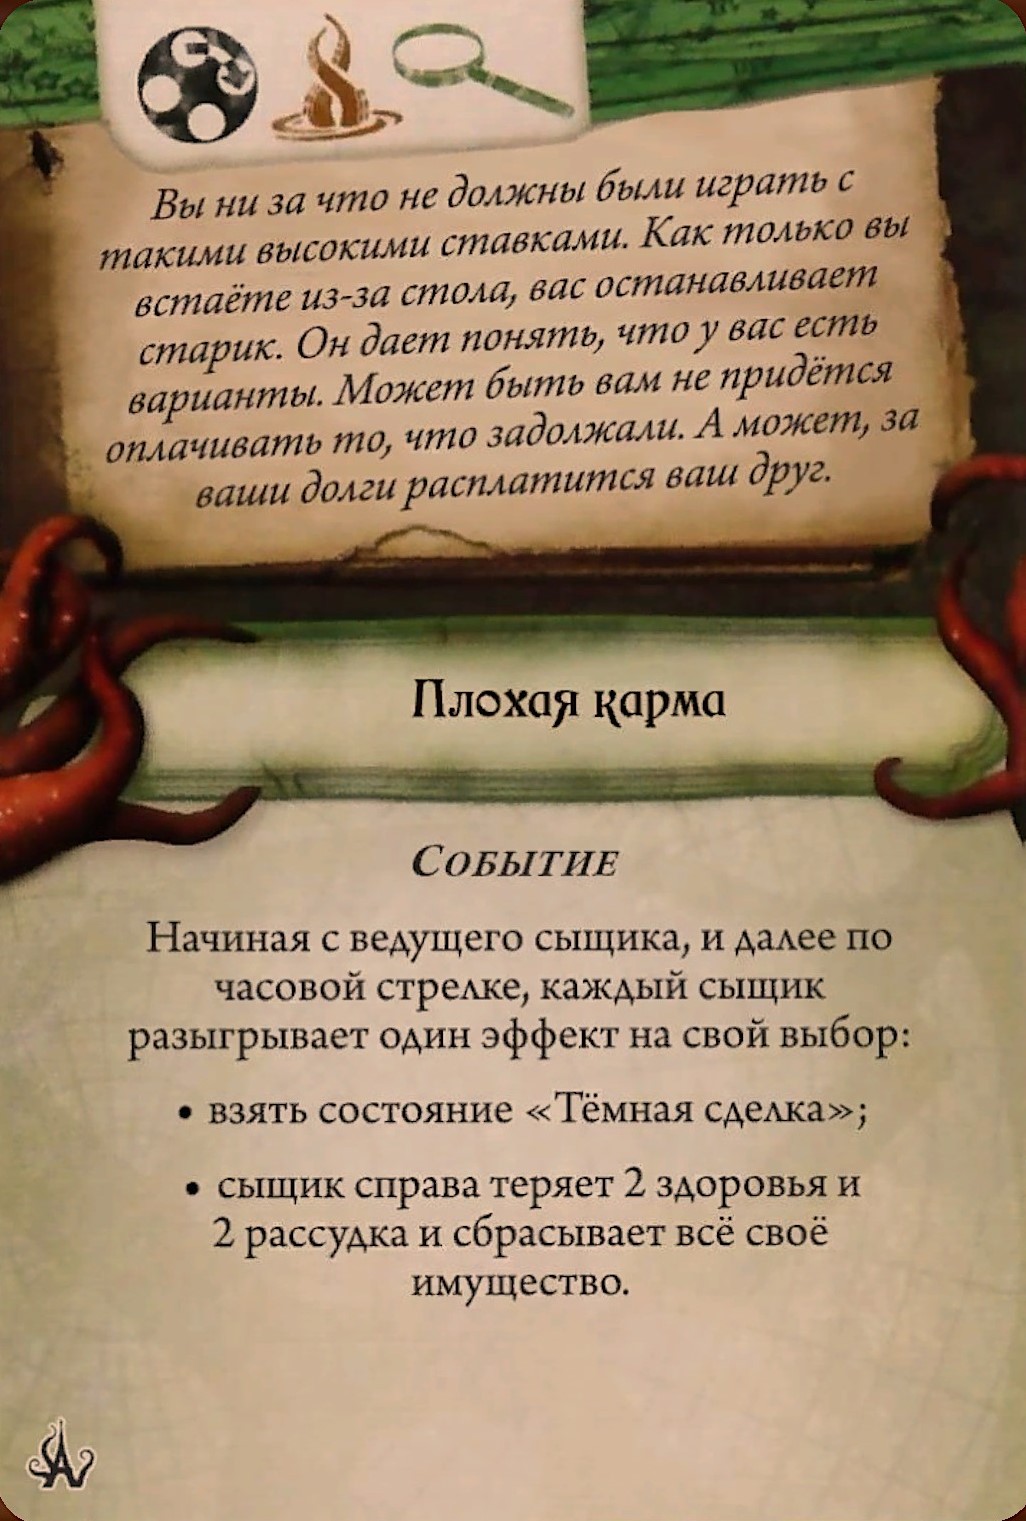 Вы ни за что не должны были играть с
такими высокими ставками. Как только вы
встаёте из-за стола, вас останавливает
старик. Он дает понять, что у вас есть
варианты. Может быть вам не придётся
оплачивать то, что задолжали. А может, за
ваши долги расплатится ваш друг.
Плохая карма
Событие
Начиная с ведущего сыщика, и далее по
часовой стрелке, каждый сыщик
разыгрывает один эффект на свой выбор:
• взять состояние «Тёмная сделка»;
• сыщик справа теряет 2 здоровья и
2 рассудка и сбрасывает всё своё
имущество.